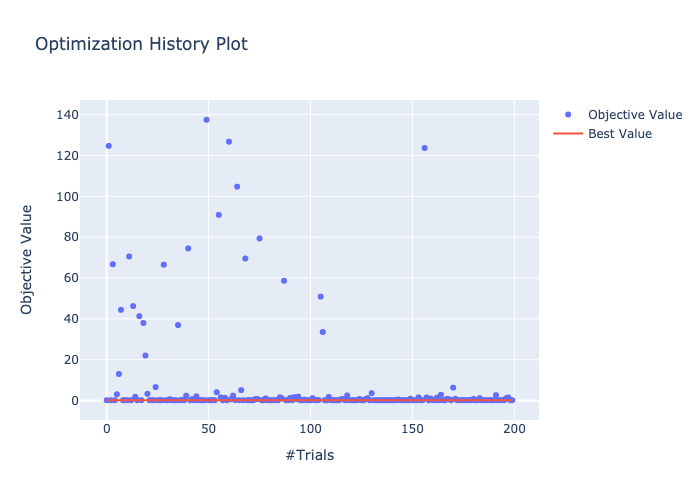 Optimization History Plot
140
120
100
80
60
40
20
0
Objective Value
0
50
100
150
200
#Trials
Objective Value
Best Value